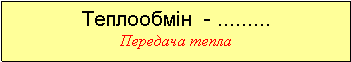 Теплообмін - .........
Передача тепла